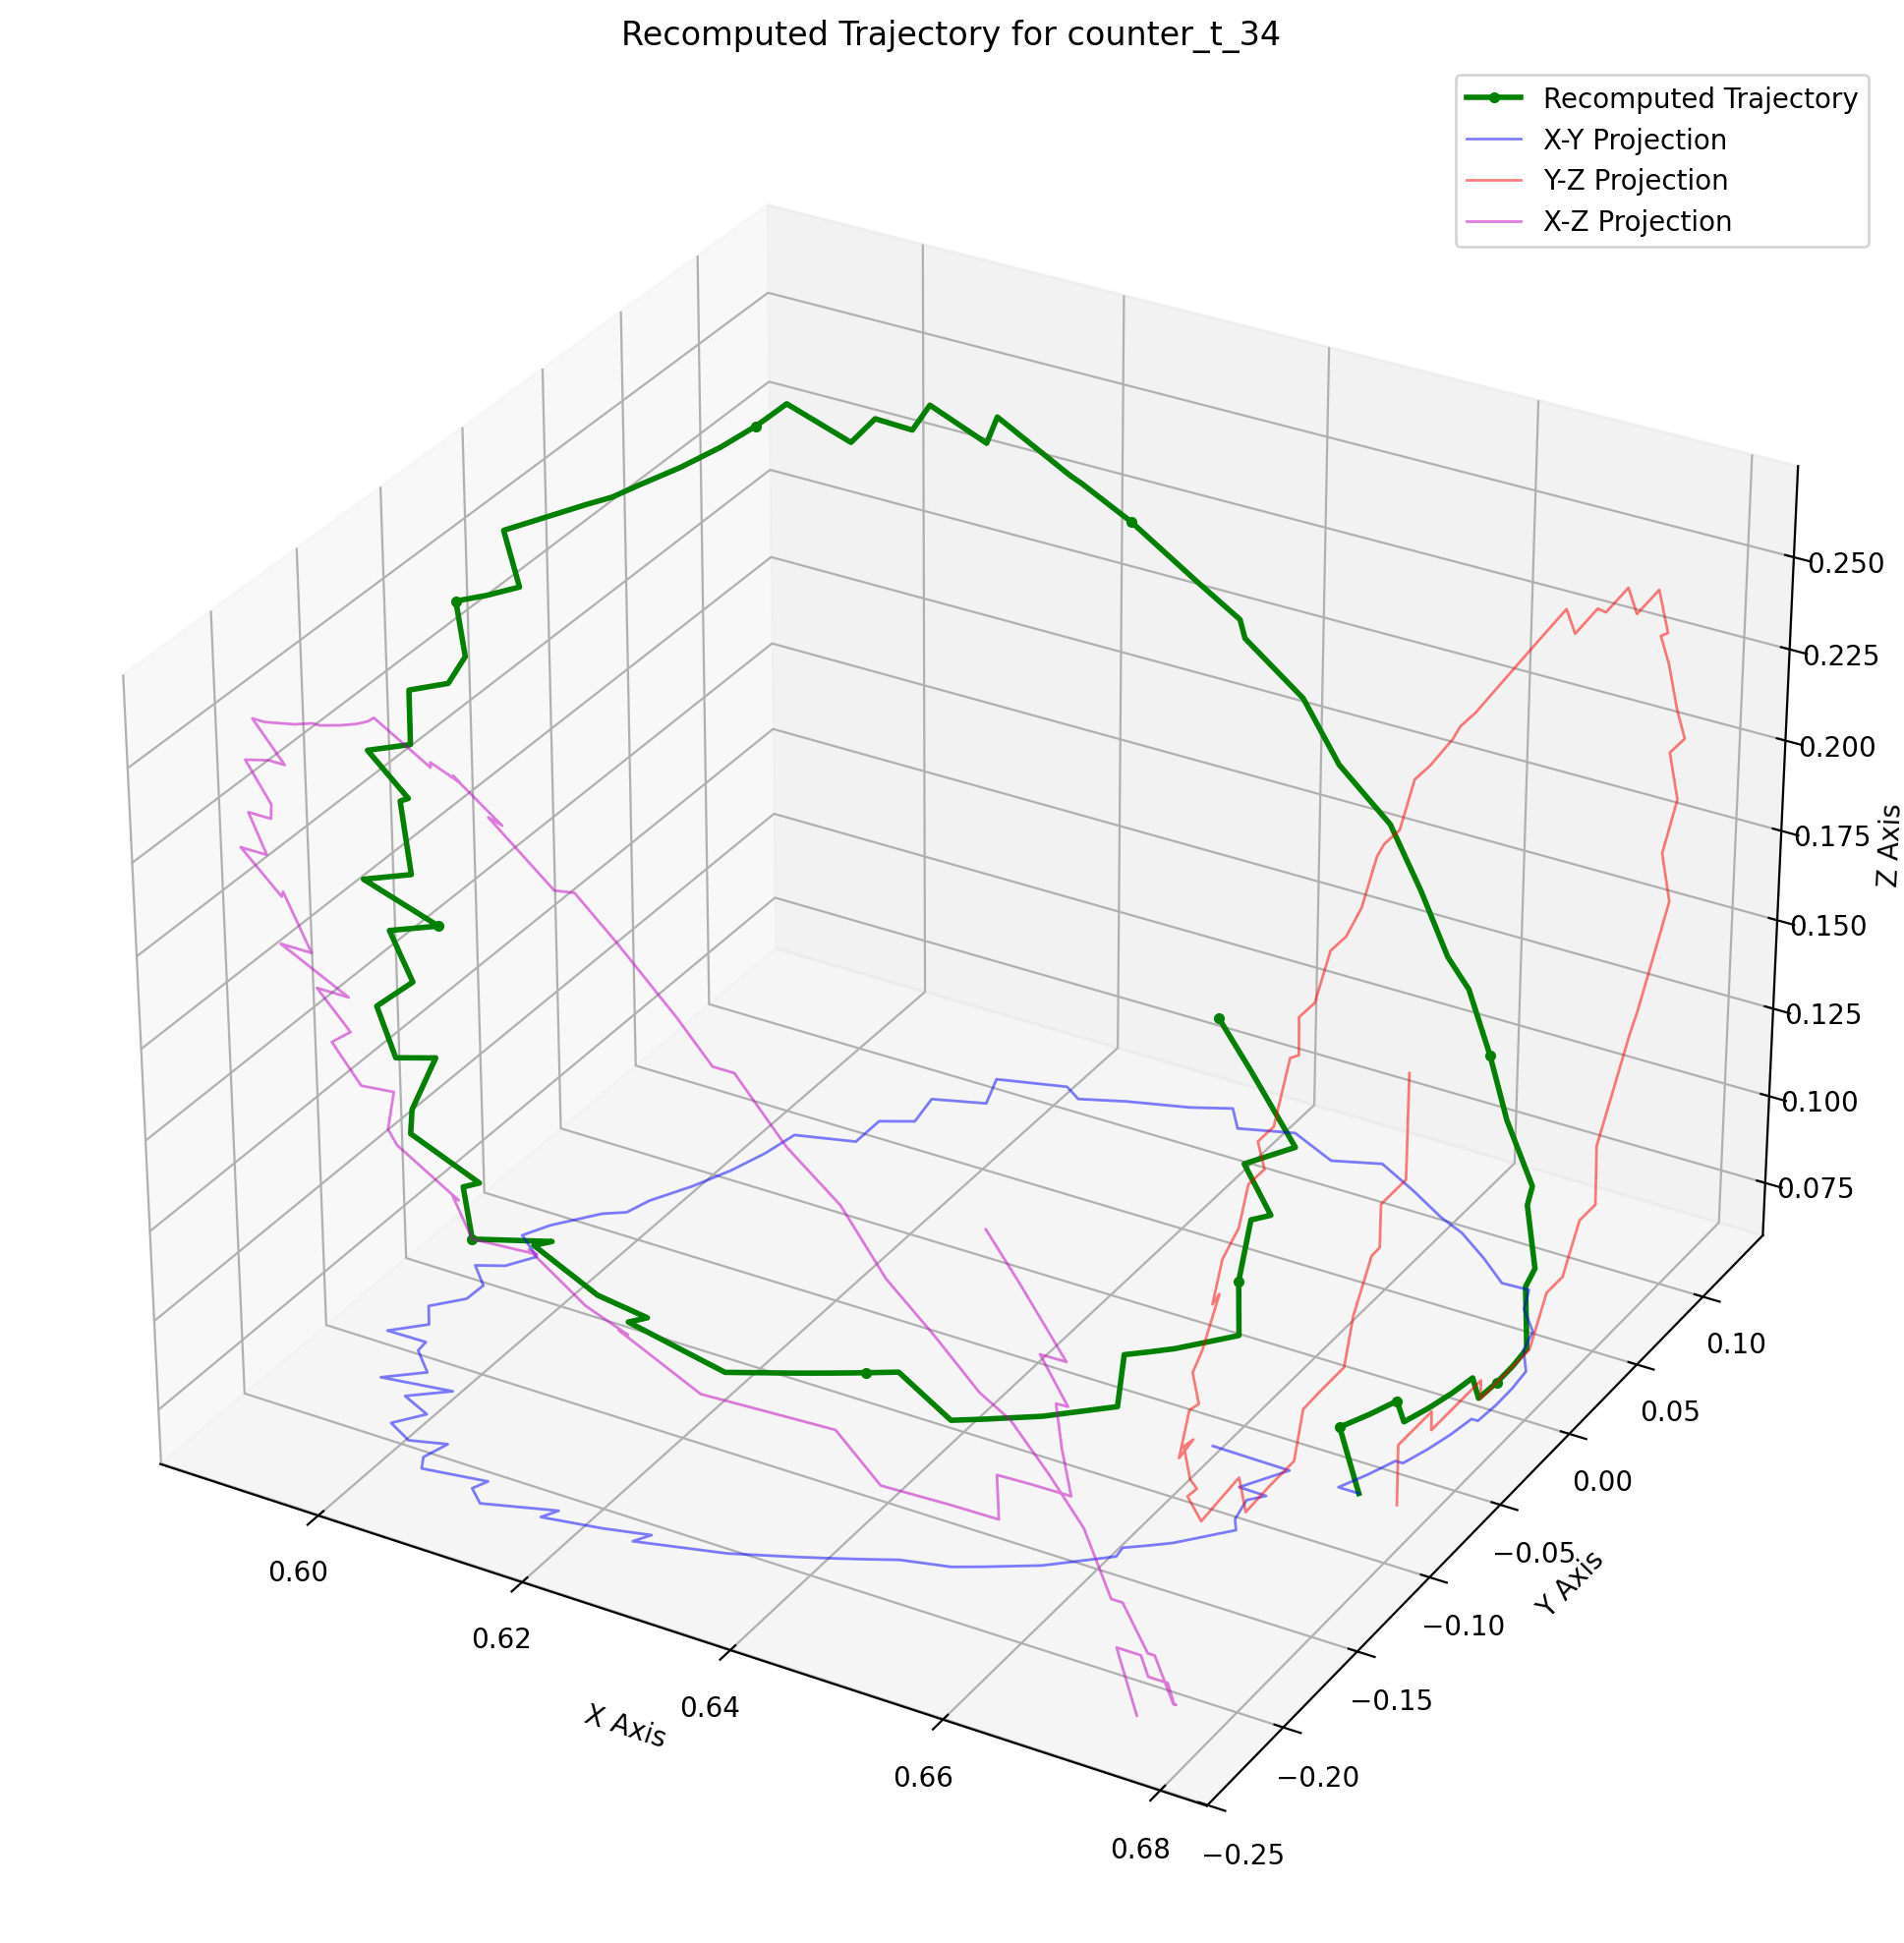 Recomputed Trajectory for counter_t_34
Recomputed Trajectory
X-Y Projection
Y-Z Projection
X-Z Projection
0.250
0.225
0.200
0.175
0.150
0.125
0.100
0.075
Z Axis
0.10
0.05
0.00
−0.05
−0.10
−0.15
−0.20
−0.25
Y Axis
0.60
0.62
0.64
0.66
0.68
X Axis